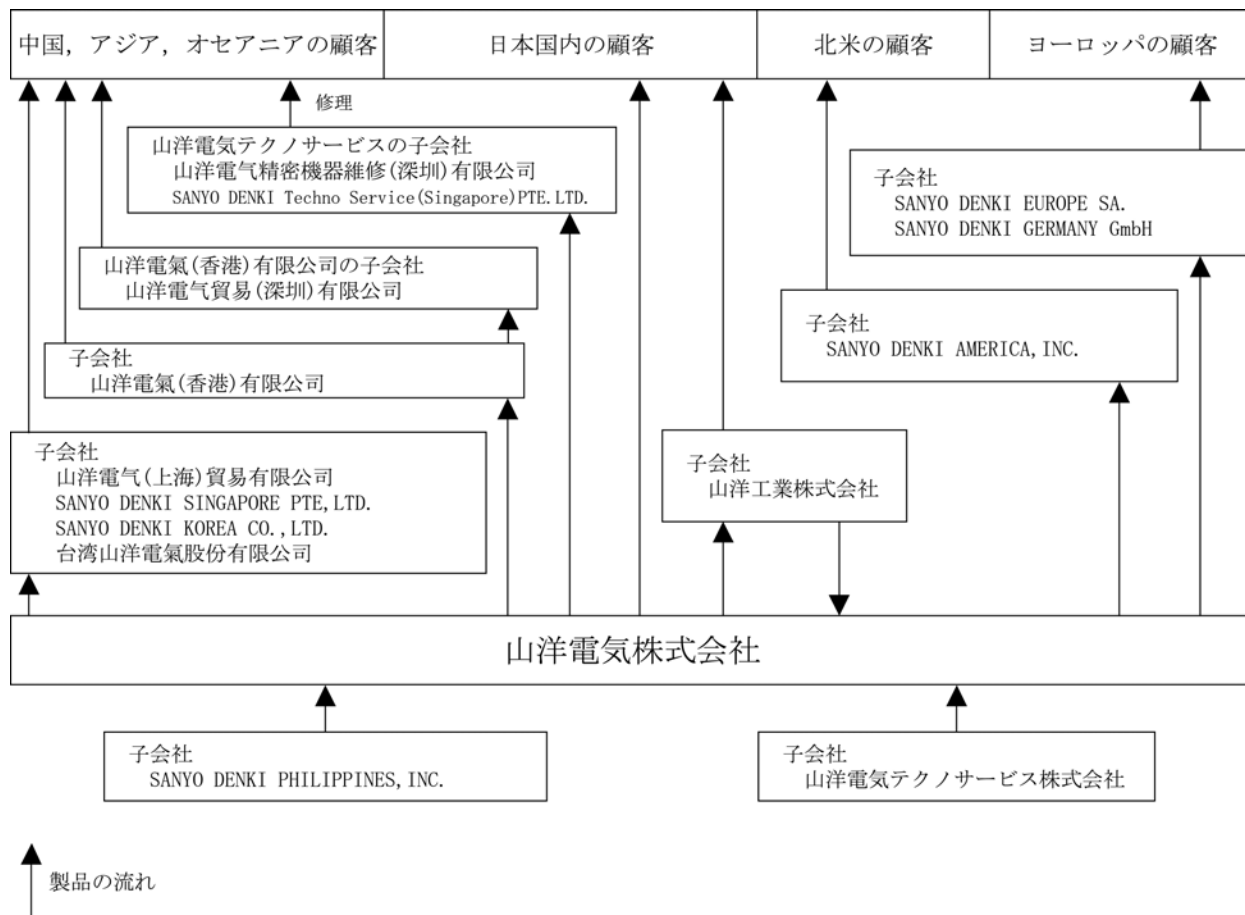 中国，アジア，オセアニアの顧客
日本国内の顧客
北米の顧客
ヨーロッパの顧客
修理
山洋電気テクノサービスの子会社
山洋电气精密機器維修(深圳)有限公司
SANYO DENKI Techno Service(Singapore)PTE.LTD.
子会社
SANYO DENKI EUROPE SA.
SANYO DENKI GERMANY GmbH
山洋電氣(香港)有限公司の子会社
山洋电气貿易(深圳)有限公司
子会社
SANYO DENKI AMERICA,INC.
子会社
山洋電氣(香港)有限公司
子会社
山洋电气(上海)貿易有限公司
SANYO DENKI SINGAPORE PTE,LTD.
SANYO DENKI KOREA CO.,LTD.
台湾山洋電氣股份有限公司
子会社
山洋工業株式会社
山洋電気株式会社
子会社
SANYO DENKI PHILIPPINES,INC.
子会社
山洋電気テクノサービス株式会社
製品の流れ